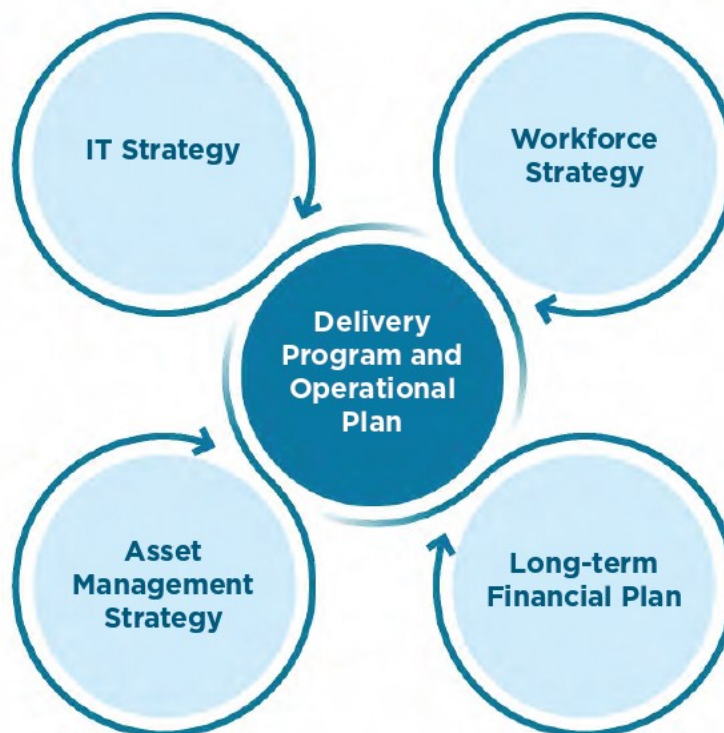 IT Strategy
Workforce
Strategy
Delivery
Program and
Operational
Plan
Asset
Management
Strategy
Long-term
Financial Plan